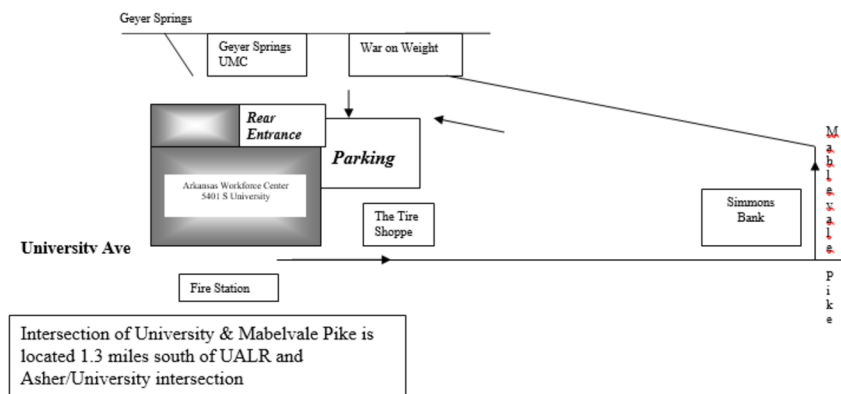 Geyer Springs
Geyer Springs
UMC
War on Weight
Rear
Entrance
Parking
Arkansas Workforce Center
5401 S University
The Tire
Shoppe
Simmons
Bank
Mablevale
Pike
University Ave
Fire Station
Intersection of University & Mabelvale Pike is
located 1.3 miles south of UALR and
Asher/University intersection